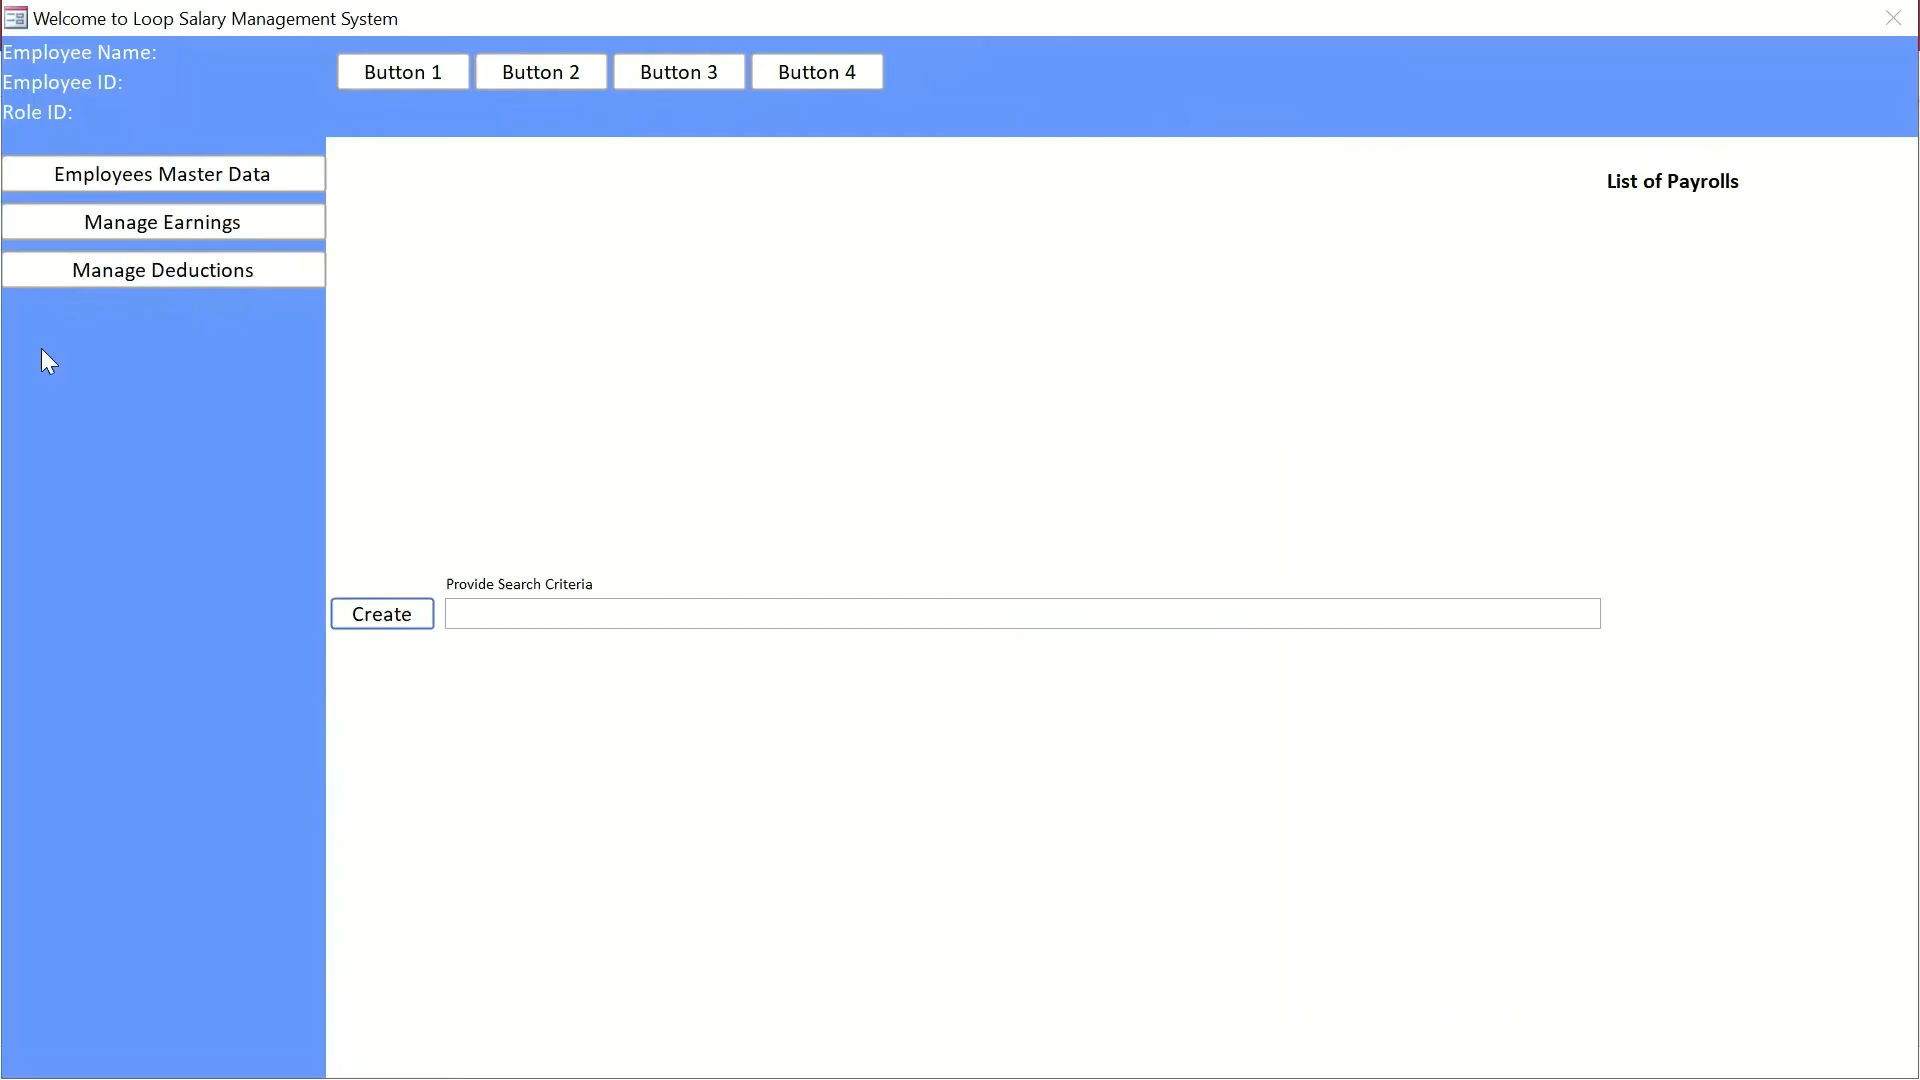 Welcome to Loop Salary Management System
Employee Name:
Employee ID:
Role ID:
Button 1
Button 2
Button 3
Button 4
Employees Master Data
Manage Earnings
Manage Deductions
List of Payrolls
Provide Search Criteria
Create